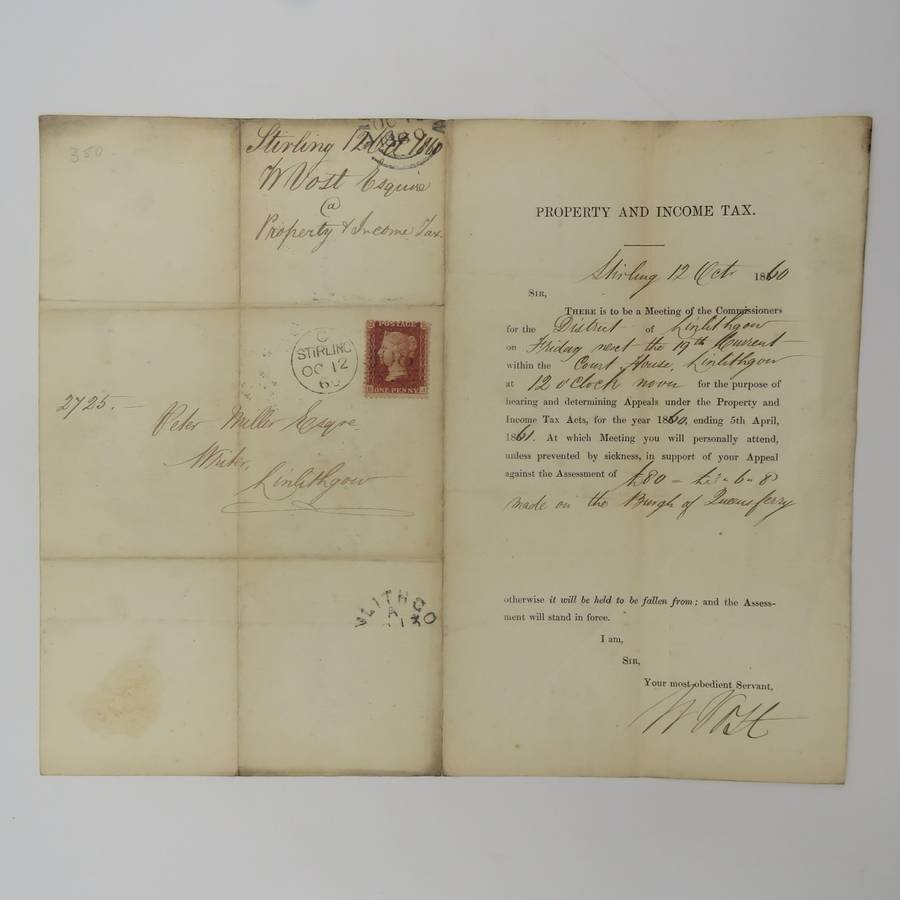 350
Stirling 12 Oct 1860
W Vost Esquire
@
Property & Income Tax.
C
STIRLING
OC 12
60
POSTAGE
ONE PENNY
2725.—
Peter Miller Esqre.
Writer,
Linlithgow
NLITHGO
A
PROPERTY AND INCOME TAX.
Stirling 12 Octr 1860
SIR,
THERE is to be a Meeting of the Commissioners
for the District of Linlithgow
on Friday next the 19th Current
within the Court House, Linlithgow
at 12 o'Clock noon for the purpose of
hearing and determining Appeals under the Property and
Income Tax Acts, for the year 1860, ending 5th April,
1861. At which Meeting you will personally attend,
unless prevented by sickness, in support of your Appeal
against the Assessment of £80 —
made on the Burgh of Queensferry
otherwise it will be held to be fallen from; and the Assess-
ment will stand in force.
I am,
SIR,
Your most obedient Servant,
W Vost